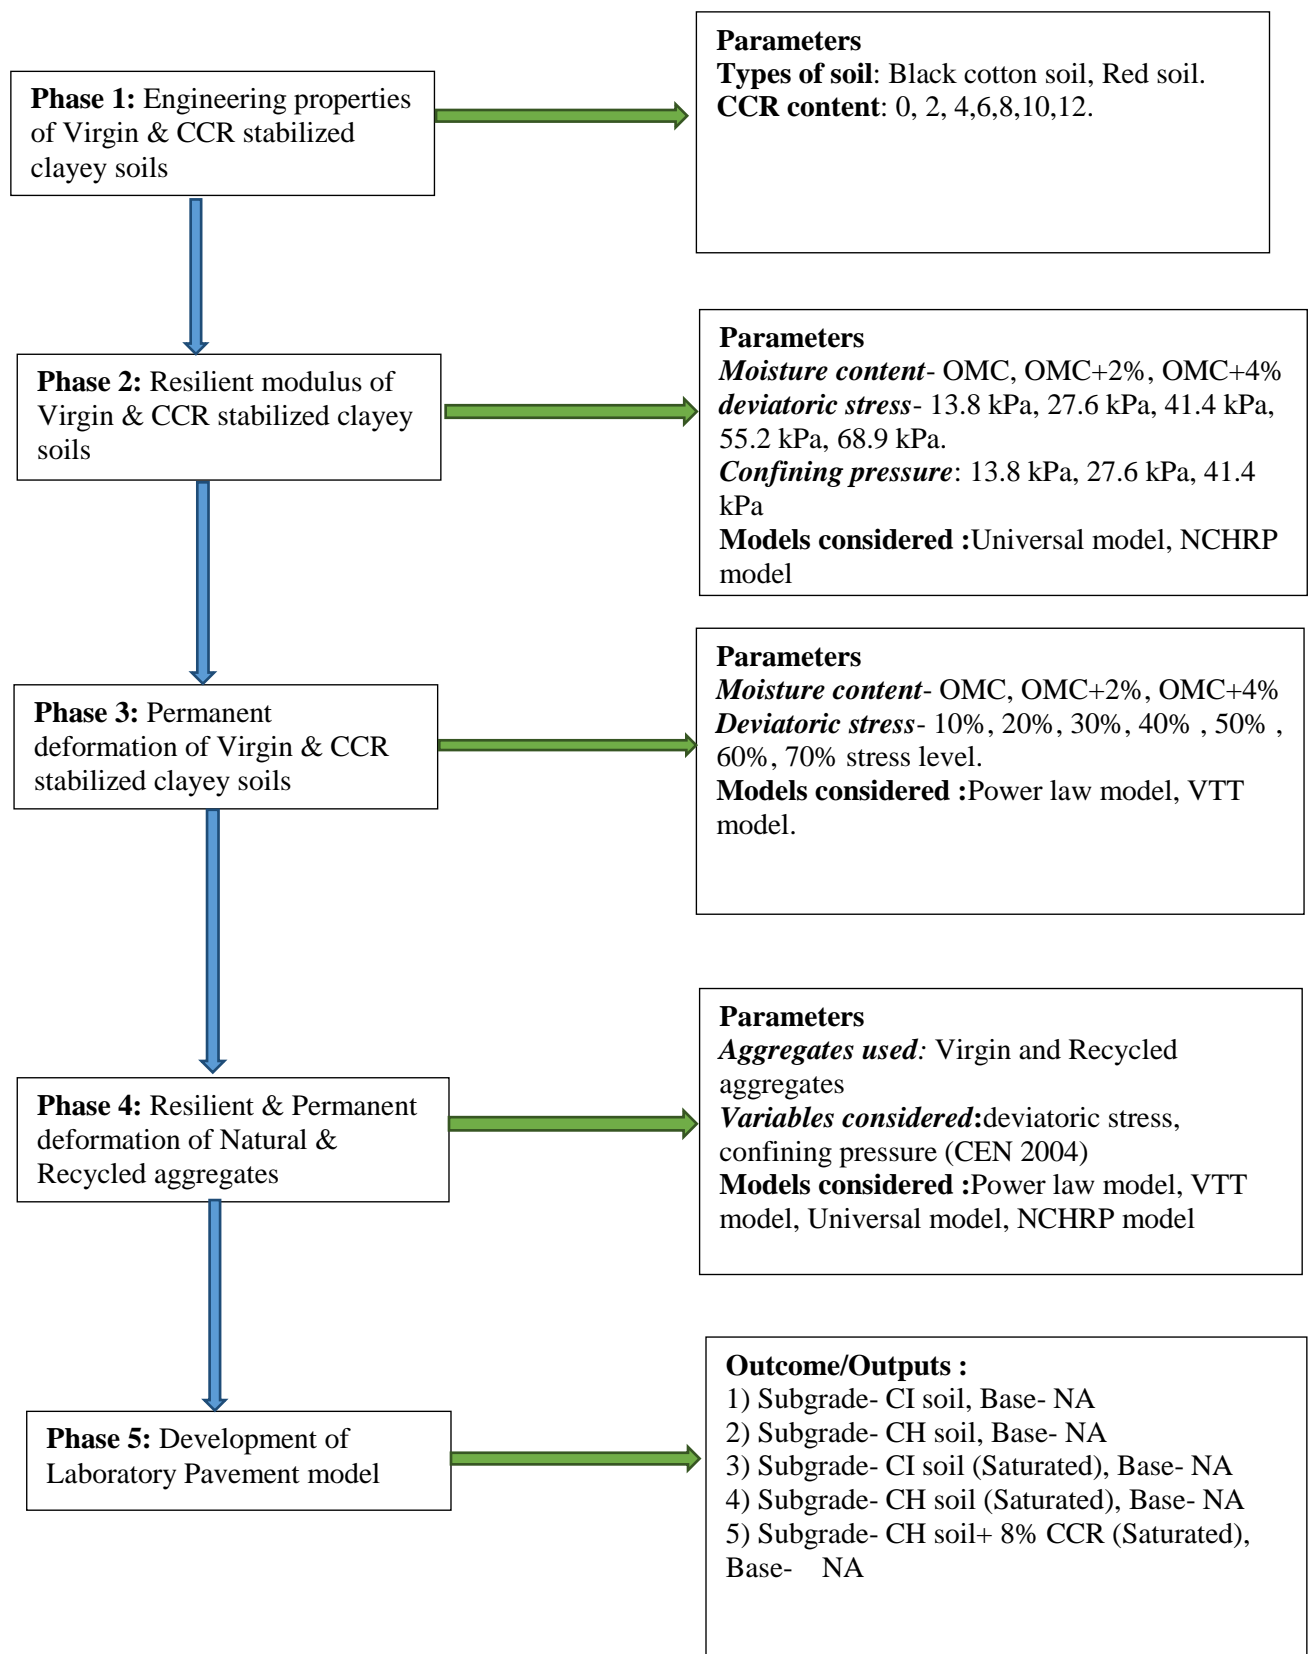 Phase 1: Engineering properties
of Virgin & CCR stabilized
clayey soils
Parameters
Types of soil: Black cotton soil, Red soil.
CCR content: 0, 2, 4,6,8,10,12.
Phase 2: Resilient modulus of
Virgin & CCR stabilized clayey
soils
Parameters
Moisture content- OMC, OMC+2%, OMC+4%
deviatoric stress- 13.8 kPa, 27.6 kPa, 41.4 kPa,
55.2 kPa, 68.9 kPa.
Confining pressure: 13.8 kPa, 27.6 kPa, 41.4
kPa
Models considered :Universal model, NCHRP
model
Phase 3: Permanent
deformation of Virgin & CCR
stabilized clayey soils
Parameters
Moisture content- OMC, OMC+2%, OMC+4%
Deviatoric stress- 10%, 20%, 30%, 40% , 50% ,
60%, 70% stress level.
Models considered :Power law model, VTT
model.
Phase 4: Resilient & Permanent
deformation of Natural &
Recycled aggregates
Parameters
Aggregates used: Virgin and Recycled
aggregates
Variables considered:deviatoric stress,
confining pressure (CEN 2004)
Models considered :Power law model, VTT
model, Universal model, NCHRP model
Phase 5: Development of
Laboratory Pavement model
Outcome/Outputs :
1) Subgrade- CI soil, Base- NA
2) Subgrade- CH soil, Base- NA
3) Subgrade- CI soil (Saturated), Base- NA
4) Subgrade- CH soil (Saturated), Base- NA
5) Subgrade- CH soil+ 8% CCR (Saturated),
Base- NA